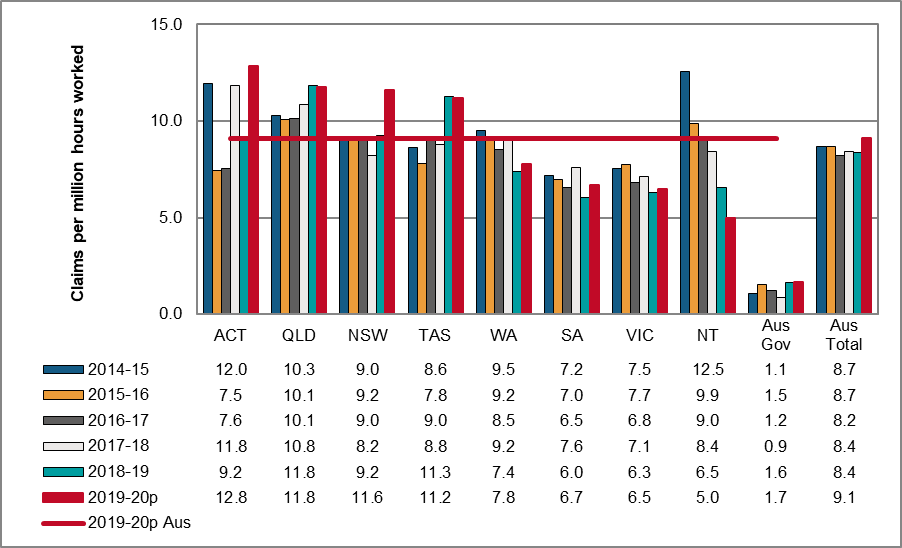 15.0
10.0
5.0
0.0
Claims per million hours worked
ACT QLD NSW TAS WA SA VIC NT Aus Gov Aus Total
2014-15 12.0 10.3 9.0 8.6 9.5 7.2 7.5 12.5 1.1 8.7
2015-16 7.5 10.1 9.2 7.8 9.2 7.0 7.7 9.9 1.5 8.7
2016-17 7.6 10.1 9.0 9.0 8.5 6.5 6.8 9.0 1.2 8.2
2017-18 11.8 10.8 8.2 8.8 9.2 7.6 7.1 8.4 0.9 8.4
2018-19 9.2 11.8 9.2 11.3 7.4 6.0 6.3 6.5 1.6 8.4
2019-20p 12.8 11.8 11.6 11.2 7.8 6.7 6.5 5.0 1.7 9.1
2019-20p Aus